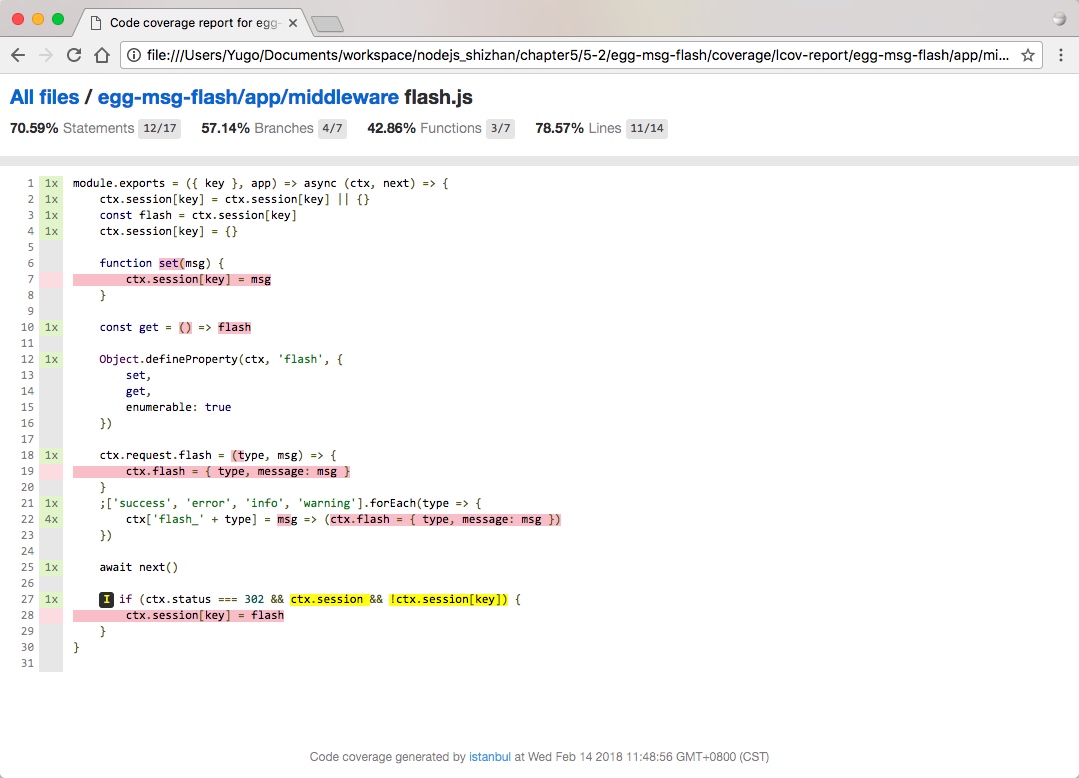 Code coverage report for egg-
file:///Users/Yugo/Documents/workspace/nodejs_shizhan/chapter5/5-2/egg-msg-flash/coverage/lcov-report/egg-msg-flash/app/mi...
All files / egg-msg-flash/app/middleware flash.js
70.59% Statements 12/17 57.14% Branches 4/7 42.86% Functions 3/7 78.57% Lines 11/14
1 1x module.exports = ({ key }, app) => async (ctx, next) => {
2 1x ctx.session[key] = ctx.session[key] || {}
3 1x const flash = ctx.session[key]
4 1x ctx.session[key] = {}
5
6 function set(msg) {
7 ctx.session[key] = msg
8 }
9
10 1x const get = () => flash
11
12 1x Object.defineProperty(ctx, 'flash', {
13 set,
14 get,
15 enumerable: true
16 })
17
18 1x ctx.request.flash = (type, msg) => {
19 ctx.flash = { type, message: msg }
20 }
21 1x ;['success', 'error', 'info', 'warning'].forEach(type => {
22 4x ctx['flash_' + type] = msg => (ctx.flash = { type, message: msg })
23 })
24
25 1x await next()
26
27 1x I if (ctx.status === 302 && ctx.session && !ctx.session[key]) {
28 ctx.session[key] = flash
29 }
30 }
31
Code coverage generated by istanbul at Wed Feb 14 2018 11:48:56 GMT+0800 (CST)